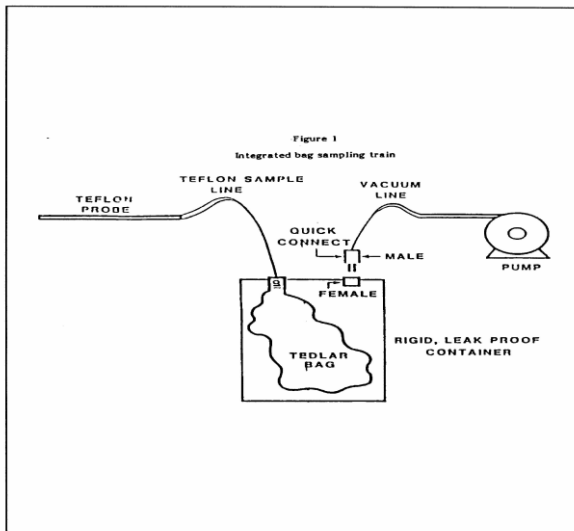 Figure 1
Integrated bag sampling train
TEFLON SAMPLE
LINE
TEFLON
PROBE
VACUUM
LINE
QUICK
CONNECT
MALE
PUMP
FEMALE
RIGID, LEAK PROOF
CONTAINER
TEDLAR
BAG